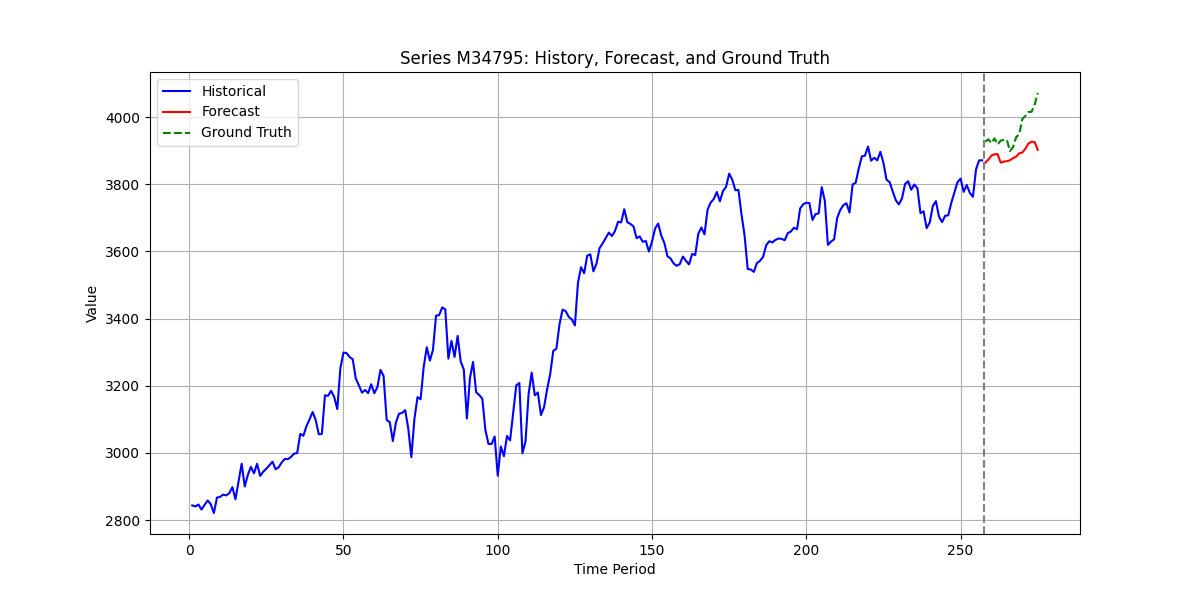 Series M34795: History, Forecast, and Ground Truth
Historical
Forecast
Ground Truth
4000
3800
3600
3400
3200
3000
2800
Value
0
50
100
150
200
250
Time Period